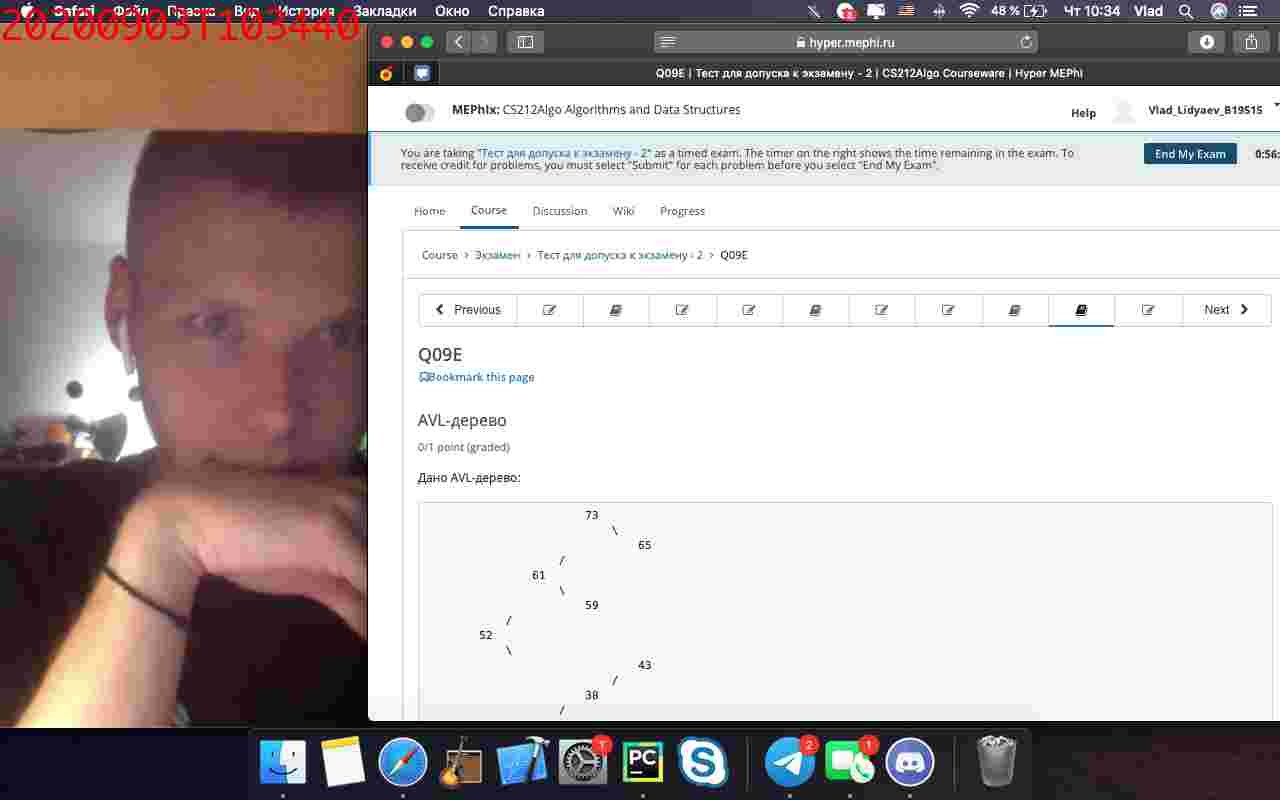 20200903T103440
Safari Файл Правка Вид История Закладки Окно Справка 48 % Чт 10:34 Vlad
hyper.mephi.ru
Q09E | Тест для допуска к экзамену - 2 | CS212Algo Courseware | Hyper MEPhI
MEPhIx: CS212Algo Algorithms and Data Structures
Help Vlad_Lidyaev_B19515
You are taking "Тест для допуска к экзамену - 2" as a timed exam. The timer on the right shows the time remaining in the exam. To
receive credit for problems, you must select "Submit" for each problem before you select "End My Exam".
End My Exam 0:56:
Home Course Discussion Wiki Progress
Course > Экзамен > Тест для допуска к экзамену - 2 > Q09E
Previous Next
Q09E
Bookmark this page
AVL-дерево
0/1 point (graded)
Дано AVL-дерево:
73
\
65
/
61
\
59
/
52
\
43
/
38
/
PC
2 1